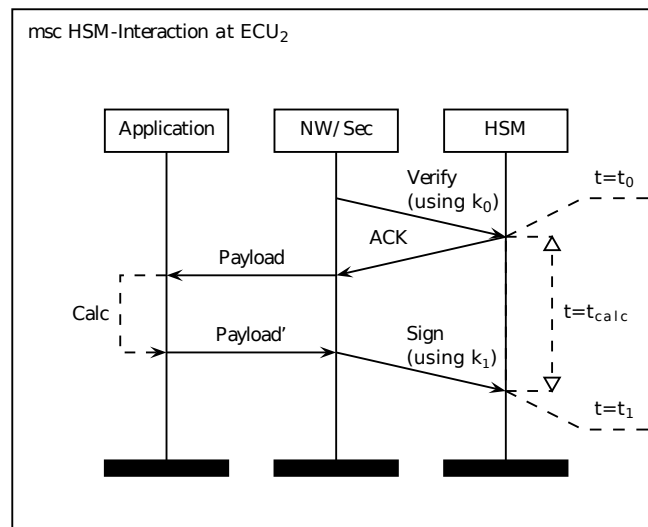 msc HSM-Interaction at ECU₂
Application
NW/Sec
HSM
Verify
(using k₀)
t=t₀
ACK
Payload
Calc
t=t_calc
Payload'
Sign
(using k₁)
t=t₁